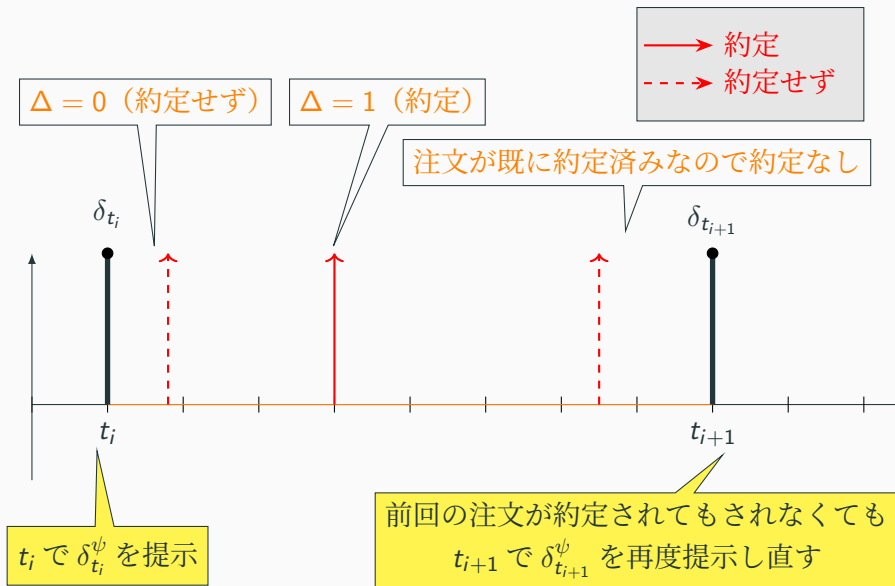 約定
約定せず
Δ = 0（約定せず）
Δ = 1（約定）
注文が既に約定済みなので約定なし
δ_{t_i}
δ_{t_{i+1}}
t_i
t_{i+1}
t_i で δ^ψ_{t_i} を提示
前回の注文が約定されてもされなくても
t_{i+1} で δ^ψ_{t_{i+1}} を再度提示し直す